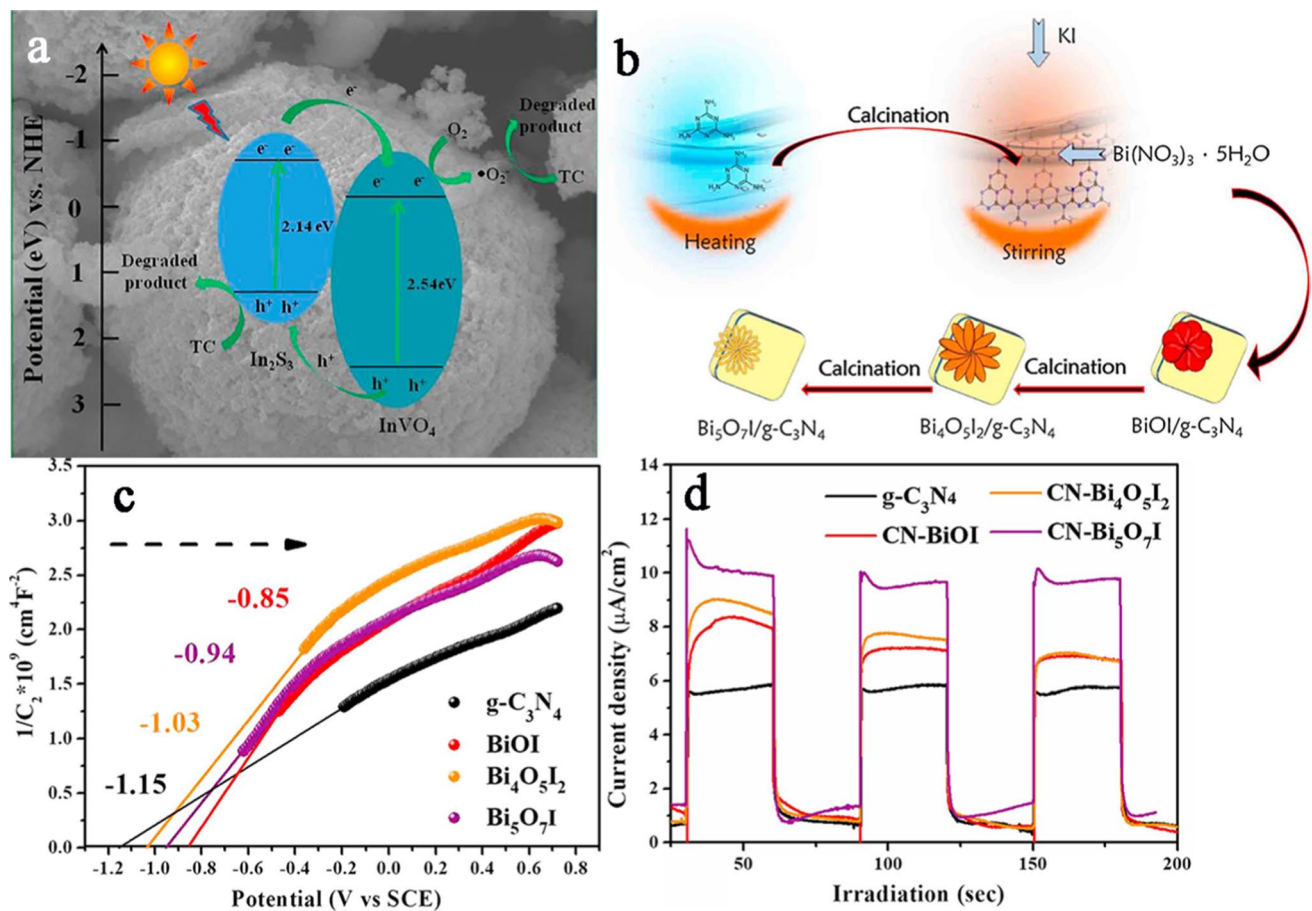 a
Potential (eV) vs. NHE
-2
-1
0
1
2
3
e⁻
Degraded
product
O₂
•O₂⁻
TC
e⁻ e⁻
e⁻ e⁻
2.14 eV
2.54eV
Degraded
product
h⁺ h⁺
TC
In₂S₃
h⁺
h⁺ h⁺
InVO₄
b
KI
Calcination
Bi(NO₃)₃ · 5H₂O
Heating
Stirring
Calcination
Calcination
Bi₅O₇I/g-C₃N₄
Bi₄O₅I₂/g-C₃N₄
BiOI/g-C₃N₄
c
1/C₂*10⁹ (cm⁴F⁻²)
3.5
3.0
2.5
2.0
1.5
1.0
0.5
0.0
-0.85
-0.94
-1.03
-1.15
g-C₃N₄
BiOI
Bi₄O₅I₂
Bi₅O₇I
-1.2 -1.0 -0.8 -0.6 -0.4 -0.2 0.0 0.2 0.4 0.6 0.8
Potential (V vs SCE)
d
Current density (μA/cm²)
14
12
10
8
6
4
2
0
g-C₃N₄
CN-Bi₄O₅I₂
CN-BiOI
CN-Bi₅O₇I
50 75 100 125 150 175 200
Irradiation (sec)